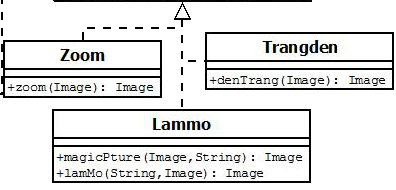 Zoom
+zoom(Image): Image
Trangden
+denTrang(Image): Image
Lammo
+magicPture(Image,String): Image
+lamMo(String,Image): Image